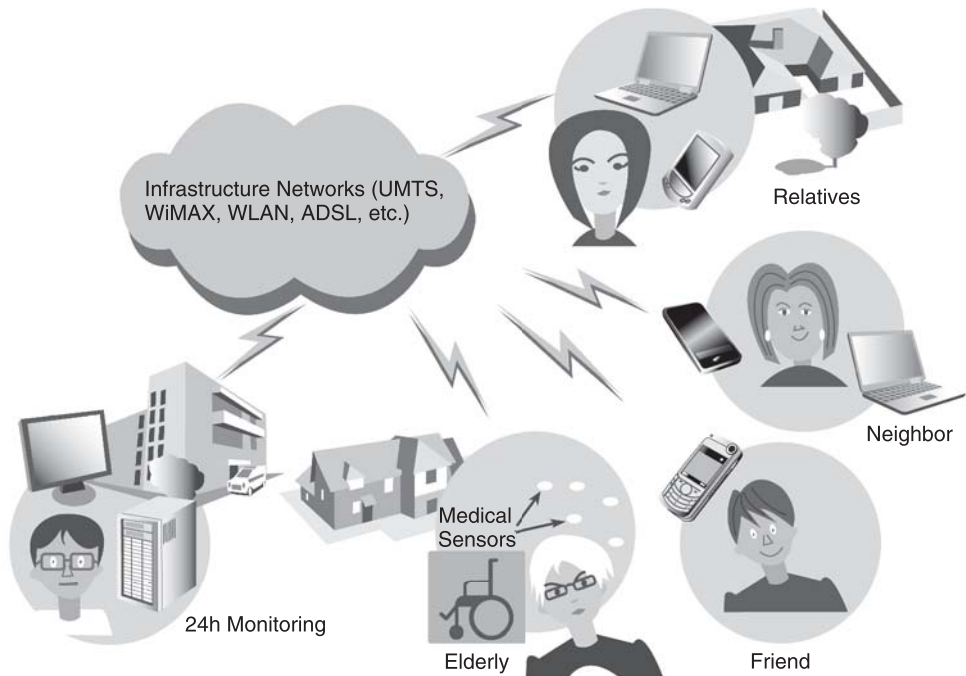 Infrastructure Networks (UMTS,
WiMAX, WLAN, ADSL, etc.)
Relatives
Neighbor
Medical
Sensors
24h Monitoring
Elderly
Friend